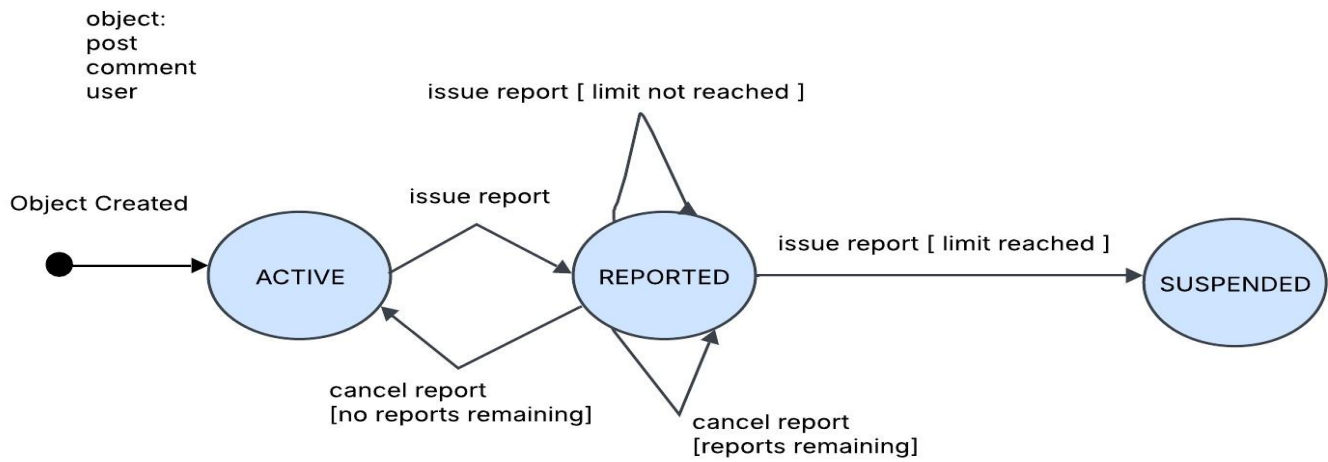 object:
post
comment
user
issue report [ limit not reached ]
Object Created
issue report
issue report [ limit reached ]
ACTIVE
REPORTED
SUSPENDED
cancel report
[no reports remaining]
cancel report
[reports remaining]